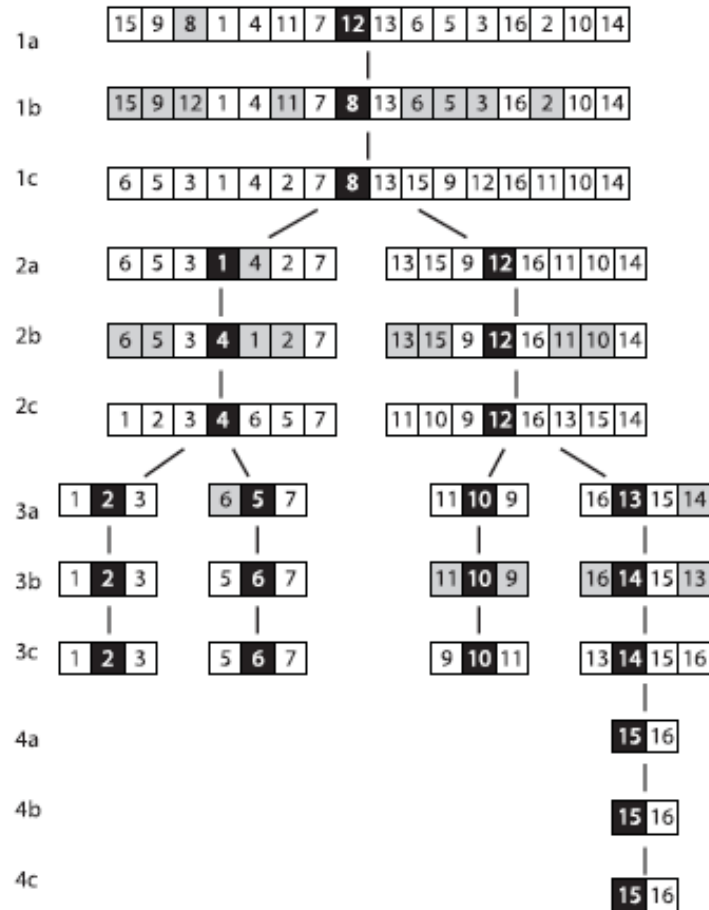 1a 15 9 8 1 4 11 7 12 13 6 5 3 16 2 10 14
1b 15 9 12 1 4 11 7 8 13 6 5 3 16 2 10 14
1c 6 5 3 1 4 2 7 8 13 15 9 12 16 11 10 14
2a 6 5 3 1 4 2 7 13 15 9 12 16 11 10 14
2b 6 5 3 4 1 2 7 13 15 9 12 16 11 10 14
2c 1 2 3 4 6 5 7 11 10 9 12 16 13 15 14
3a 1 2 3 6 5 7 11 10 9 16 13 15 14
3b 1 2 3 5 6 7 11 10 9 16 14 15 13
3c 1 2 3 5 6 7 9 10 11 13 14 15 16
4a 15 16
4b 15 16
4c 15 16